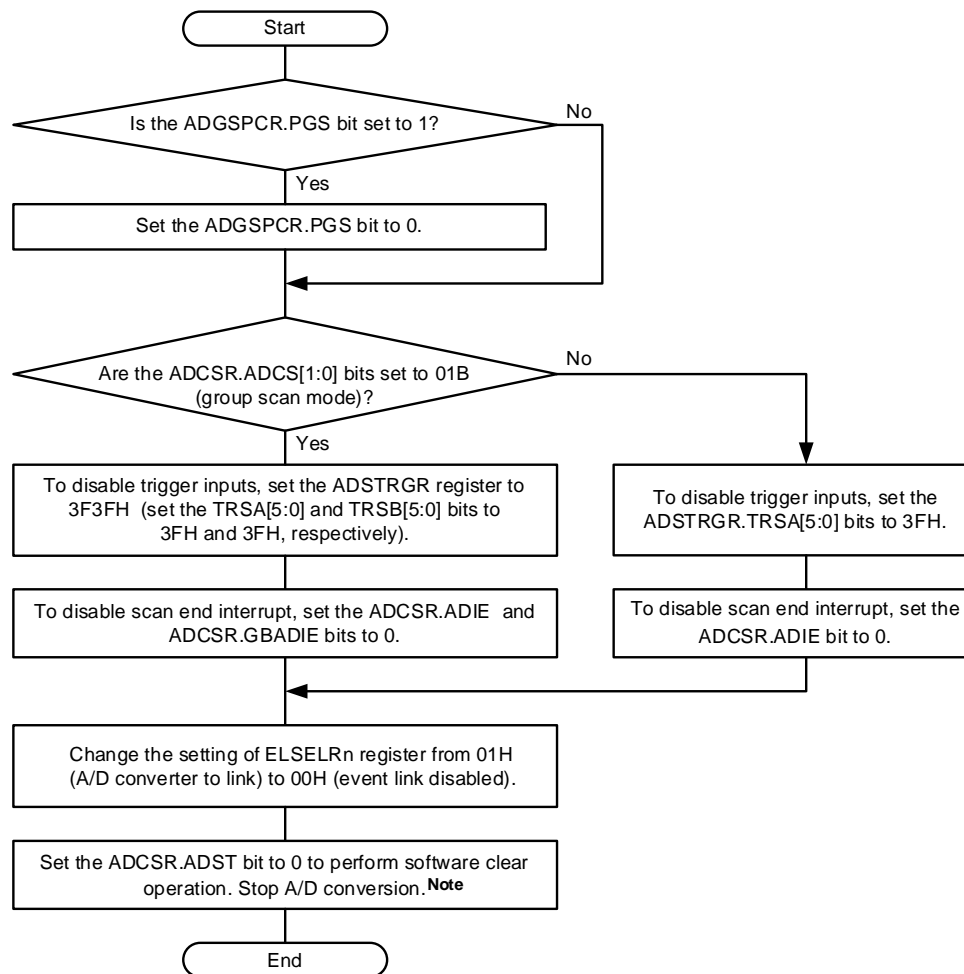 Start
Is the ADGSPCR.PGS bit set to 1?
No
Yes
Set the ADGSPCR.PGS bit to 0.
Are the ADCSR.ADCS[1:0] bits set to 01B
(group scan mode)?
No
Yes
To disable trigger inputs, set the ADSTRGR register to
3F3FH (set the TRSA[5:0] and TRSB[5:0] bits to
3FH and 3FH, respectively).
To disable trigger inputs, set the
ADSTRGR.TRSA[5:0] bits to 3FH.
To disable scan end interrupt, set the ADCSR.ADIE and
ADCSR.GBADIE bits to 0.
To disable scan end interrupt, set the
ADCSR.ADIE bit to 0.
Change the setting of ELSELRn register from 01H
(A/D converter to link) to 00H (event link disabled).
Set the ADCSR.ADST bit to 0 to perform software clear
operation. Stop A/D conversion.Note
End